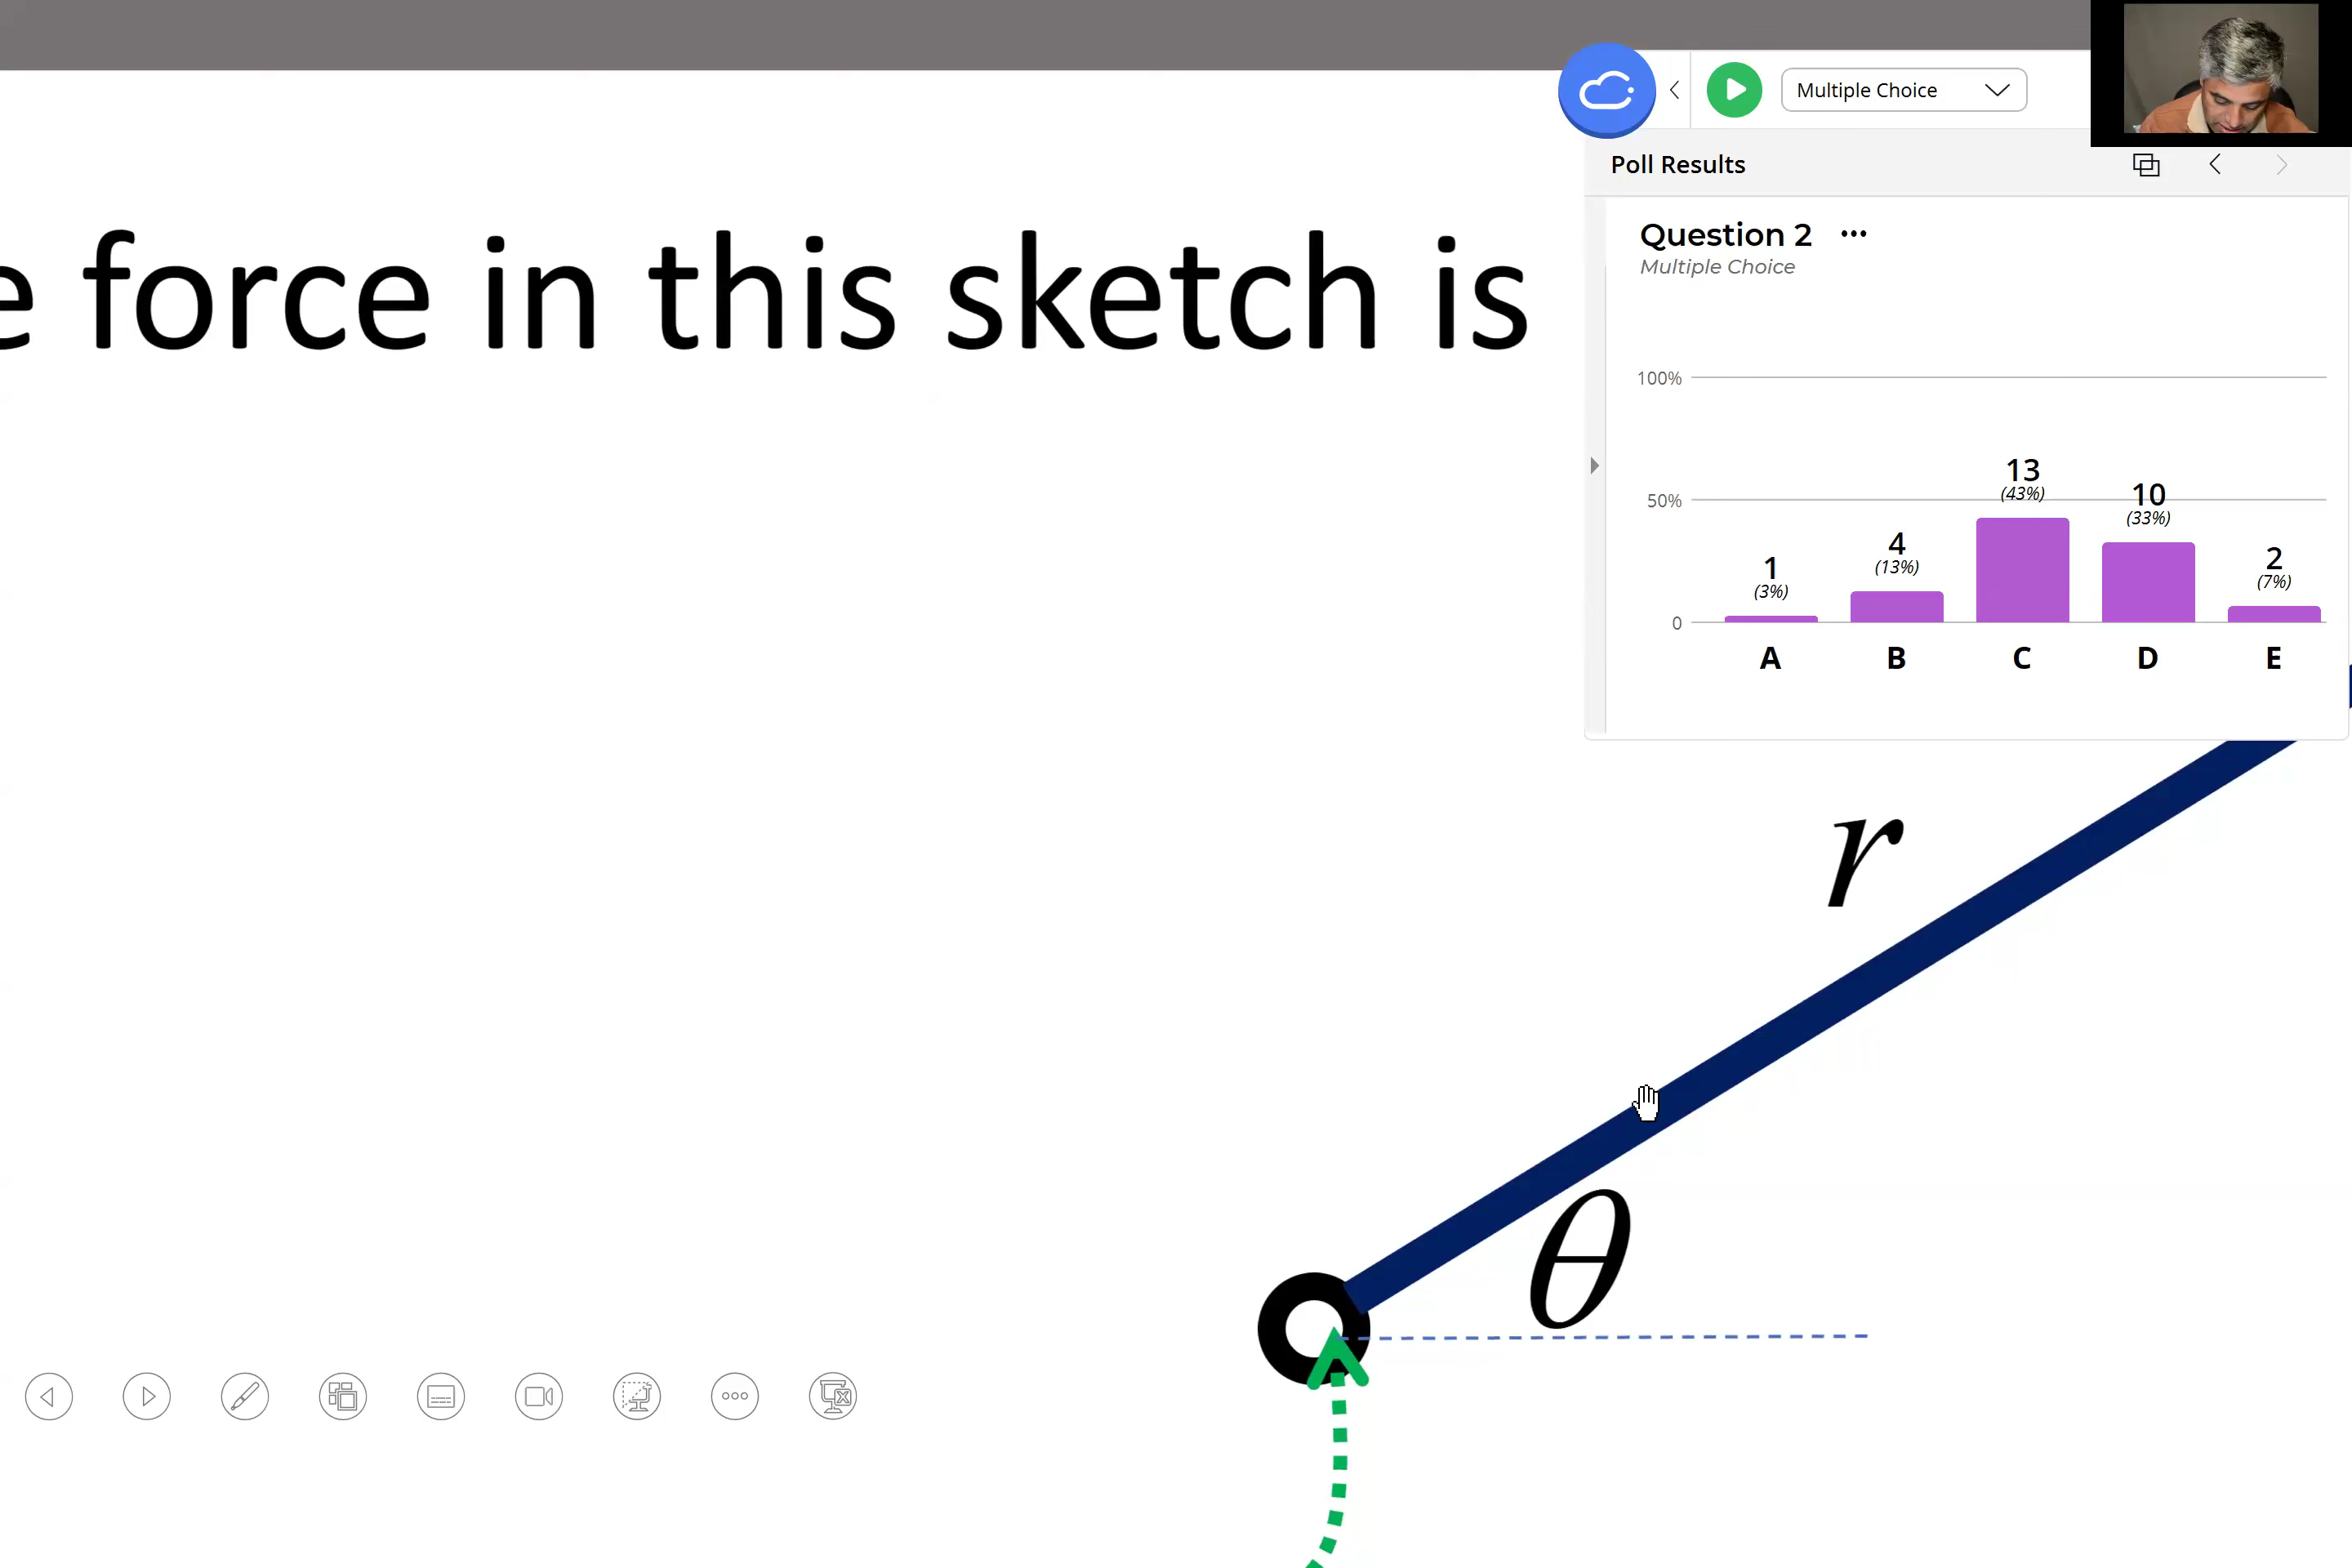 Multiple Choice
Poll Results
e force in this sketch is
Question 2 •••
Multiple Choice
100%
13
(43%)
50%
10
(33%)
4
(13%)
1
(3%)
2
(7%)
0
A B C D E
r
θ